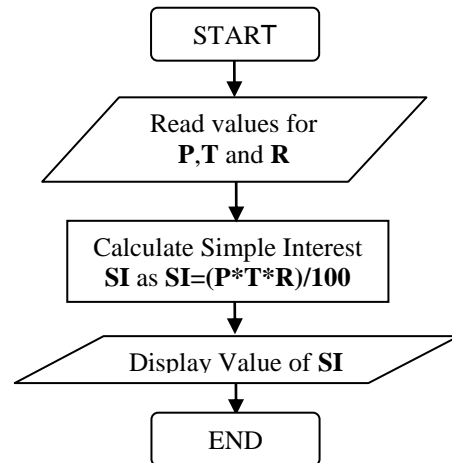 START
Read values for
P,T and R
Calculate Simple Interest
SI as SI=(P*T*R)/100
Display Value of SI
END